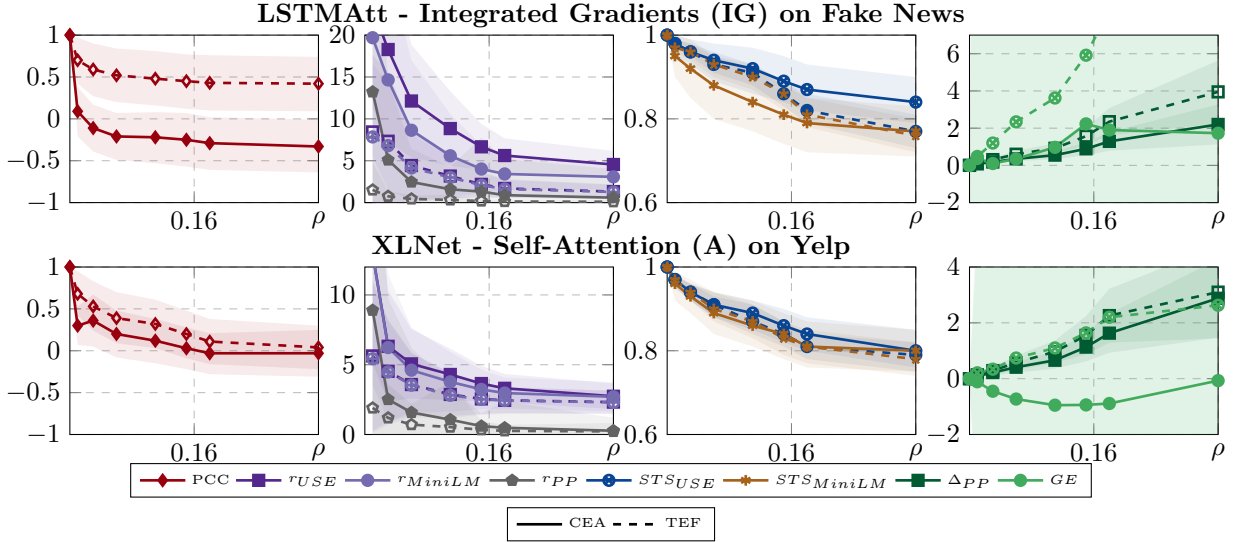 LSTMAtt - Integrated Gradients (IG) on Fake News
1 0.5 0 −0.5 −1 0.16 ρ
20 15 10 5 0 0.16 ρ
1 0.8 0.6 0.16 ρ
6 4 2 0 −2 0.16 ρ
XLNet - Self-Attention (A) on Yelp
1 0.5 0 −0.5 −1 0.16 ρ
10 5 0 0.16 ρ
1 0.8 0.6 0.16 ρ
4 2 0 −2 0.16 ρ
PCC r_USE r_MiniLM r_PP STS_USE STS_MiniLM Δ_PP GE
CEA TEF